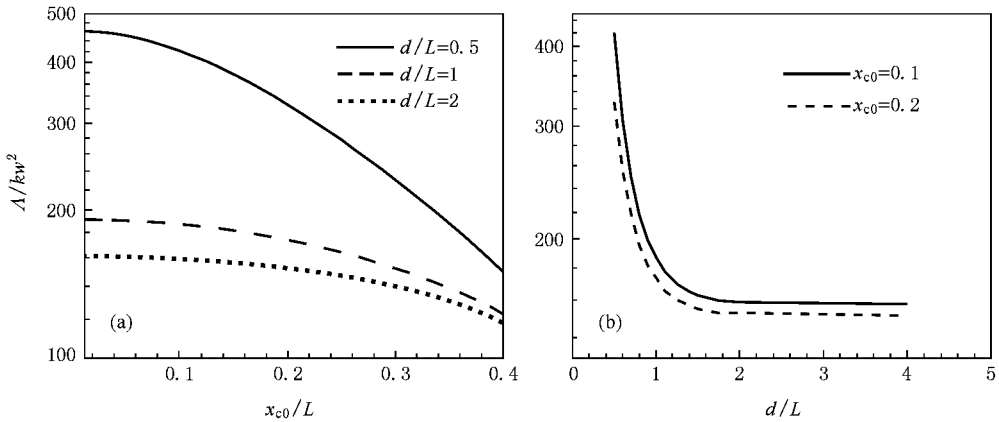 500
450
400
300
200
100
Λ/kw²
d/L=0.5
d/L=1
d/L=2
(a)
0.1 0.2 0.3 0.4
x_c0/L
400
300
200
x_c0=0.1
x_c0=0.2
(b)
0 1 2 3 4 5
d/L